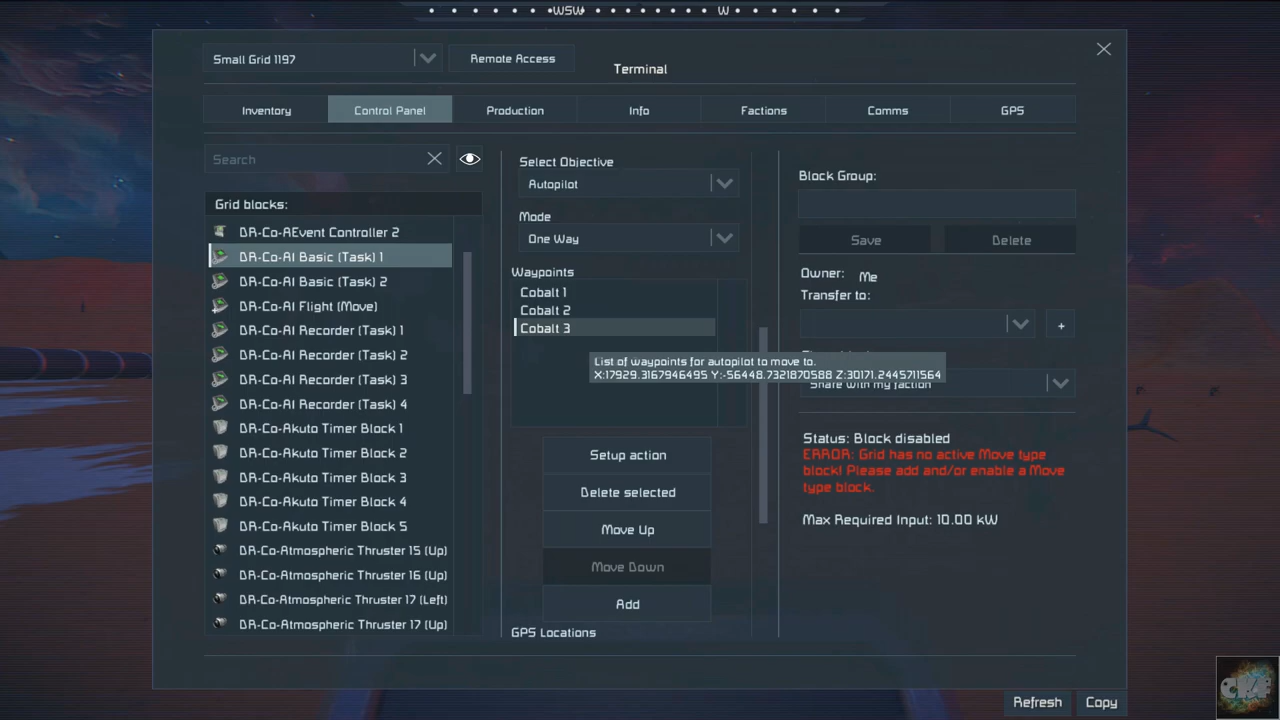 WSW W
Small Grid 1197
Remote Access
Terminal
Inventory
Control Panel
Production
Info
Factions
Comms
GPS
Search
Grid blocks:
DR-Co-AEvent Controller 2
DR-Co-AI Basic (Task) 1
DR-Co-AI Basic (Task) 2
DR-Co-AI Flight (Move)
DR-Co-AI Recorder (Task) 1
DR-Co-AI Recorder (Task) 2
DR-Co-AI Recorder (Task) 3
DR-Co-AI Recorder (Task) 4
DR-Co-Akuto Timer Block 1
DR-Co-Akuto Timer Block 2
DR-Co-Akuto Timer Block 3
DR-Co-Akuto Timer Block 4
DR-Co-Akuto Timer Block 5
DR-Co-Atmospheric Thruster 15 (Up)
DR-Co-Atmospheric Thruster 16 (Up)
DR-Co-Atmospheric Thruster 17 (Left)
DR-Co-Atmospheric Thruster 17 (Up)
Select Objective
Autopilot
Mode
One Way
Waypoints
Cobalt 1
Cobalt 2
Cobalt 3
List of waypoints for autopilot to move to.
X:17929.3167946495 Y:-56448.7321870588 Z:30171.2445711564
Setup action
Delete selected
Move Up
Move Down
Add
GPS Locations
Block Group:
Save
Delete
Owner: Me
Transfer to:
+
Share with my faction
Status: Block disabled
ERROR: Grid has no active Move type
block! Please add and/or enable a Move
type block.
Max Required Input: 10.00 kW
Refresh
Copy